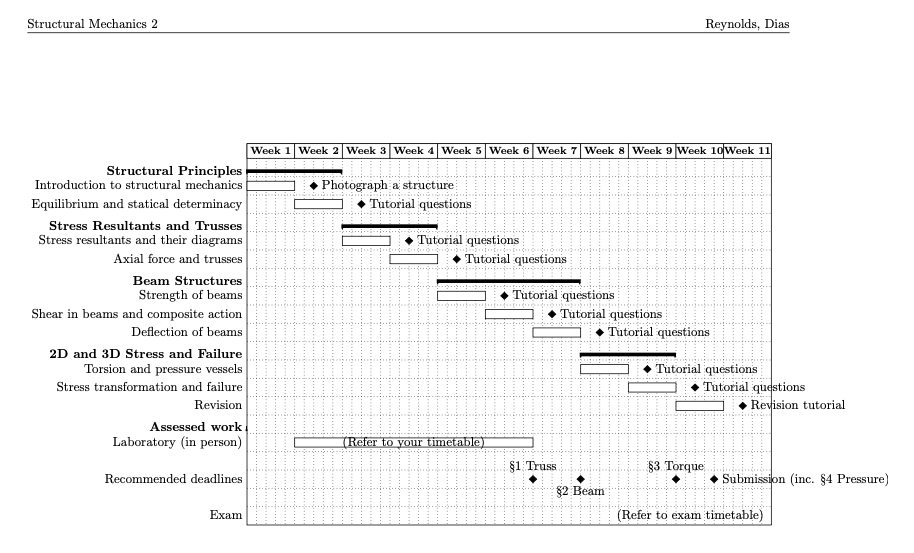 Structural Mechanics 2 Reynolds, Dias
Week 1 Week 2 Week 3 Week 4 Week 5 Week 6 Week 7 Week 8 Week 9 Week 10 Week 11
Structural Principles
Introduction to structural mechanics Photograph a structure
Equilibrium and statical determinacy Tutorial questions
Stress Resultants and Trusses
Stress resultants and their diagrams Tutorial questions
Axial force and trusses Tutorial questions
Beam Structures
Strength of beams Tutorial questions
Shear in beams and composite action Tutorial questions
Deflection of beams Tutorial questions
2D and 3D Stress and Failure
Torsion and pressure vessels Tutorial questions
Stress transformation and failure Tutorial questions
Revision Revision tutorial
Assessed work
Laboratory (in person) (Refer to your timetable)
§1 Truss §3 Torque
Recommended deadlines Submission (inc. §4 Pressure)
§2 Beam
Exam (Refer to exam timetable)